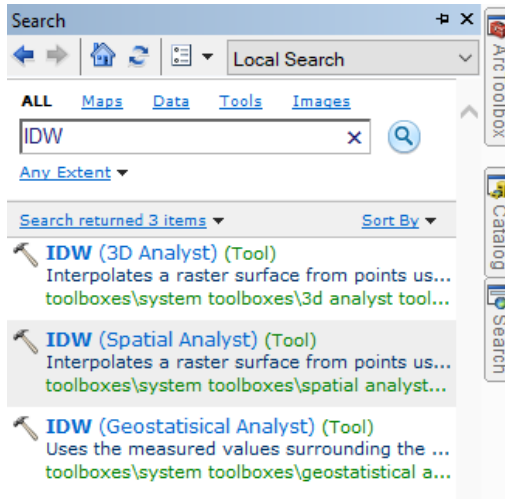 Search
Local Search
ALL Maps Data Tools Images
IDW
Any Extent
Search returned 3 items Sort By
IDW (3D Analyst) (Tool)
Interpolates a raster surface from points us...
toolboxes\system toolboxes\3d analyst tool...
IDW (Spatial Analyst) (Tool)
Interpolates a raster surface from points us...
toolboxes\system toolboxes\spatial analyst...
IDW (Geostatisical Analyst) (Tool)
Uses the measured values surrounding the ...
toolboxes\system toolboxes\geostatistical a...
ArcToolbox
Catalog
Search